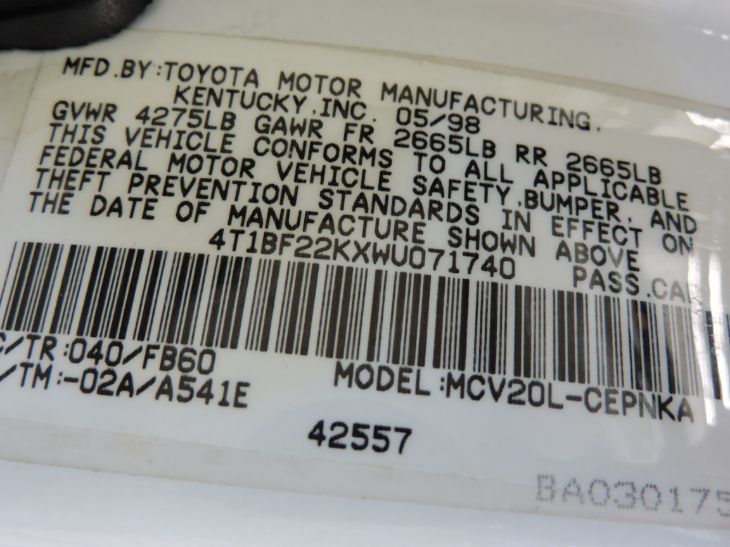 MFD.BY:TOYOTA MOTOR MANUFACTURING,
KENTUCKY,INC. 05/98
GVWR 4275LB GAWR FR 2665LB RR 2665LB
THIS VEHICLE CONFORMS TO ALL APPLICABLE
FEDERAL MOTOR VEHICLE SAFETY,BUMPER, AND
THEFT PREVENTION STANDARDS IN EFFECT ON
THE DATE OF MANUFACTURE SHOWN ABOVE
4T1BF22KXWU071740 PASS.CA
/TR:040/FB60
/TM:-02A/A541E MODEL:MCV20L-CEPNKA
42557
BA030175